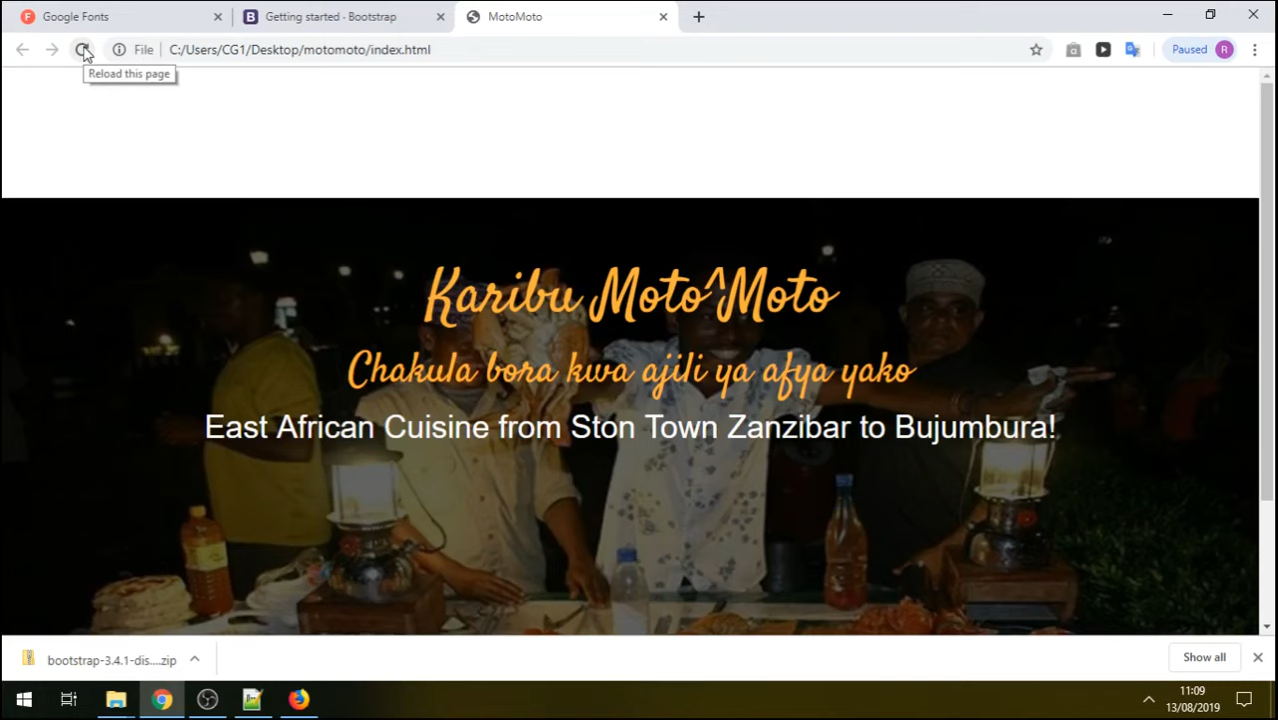 Google Fonts
Getting started - Bootstrap
MotoMoto
File
C:/Users/CG1/Desktop/motomoto/index.html
Paused
R
Reload this page
Karibu Moto^Moto
Chakula bora kwa ajili ya afya yako
East African Cuisine from Ston Town Zanzibar to Bujumbura!
bootstrap-3.4.1-dis....zip
Show all
11:09
13/08/2019